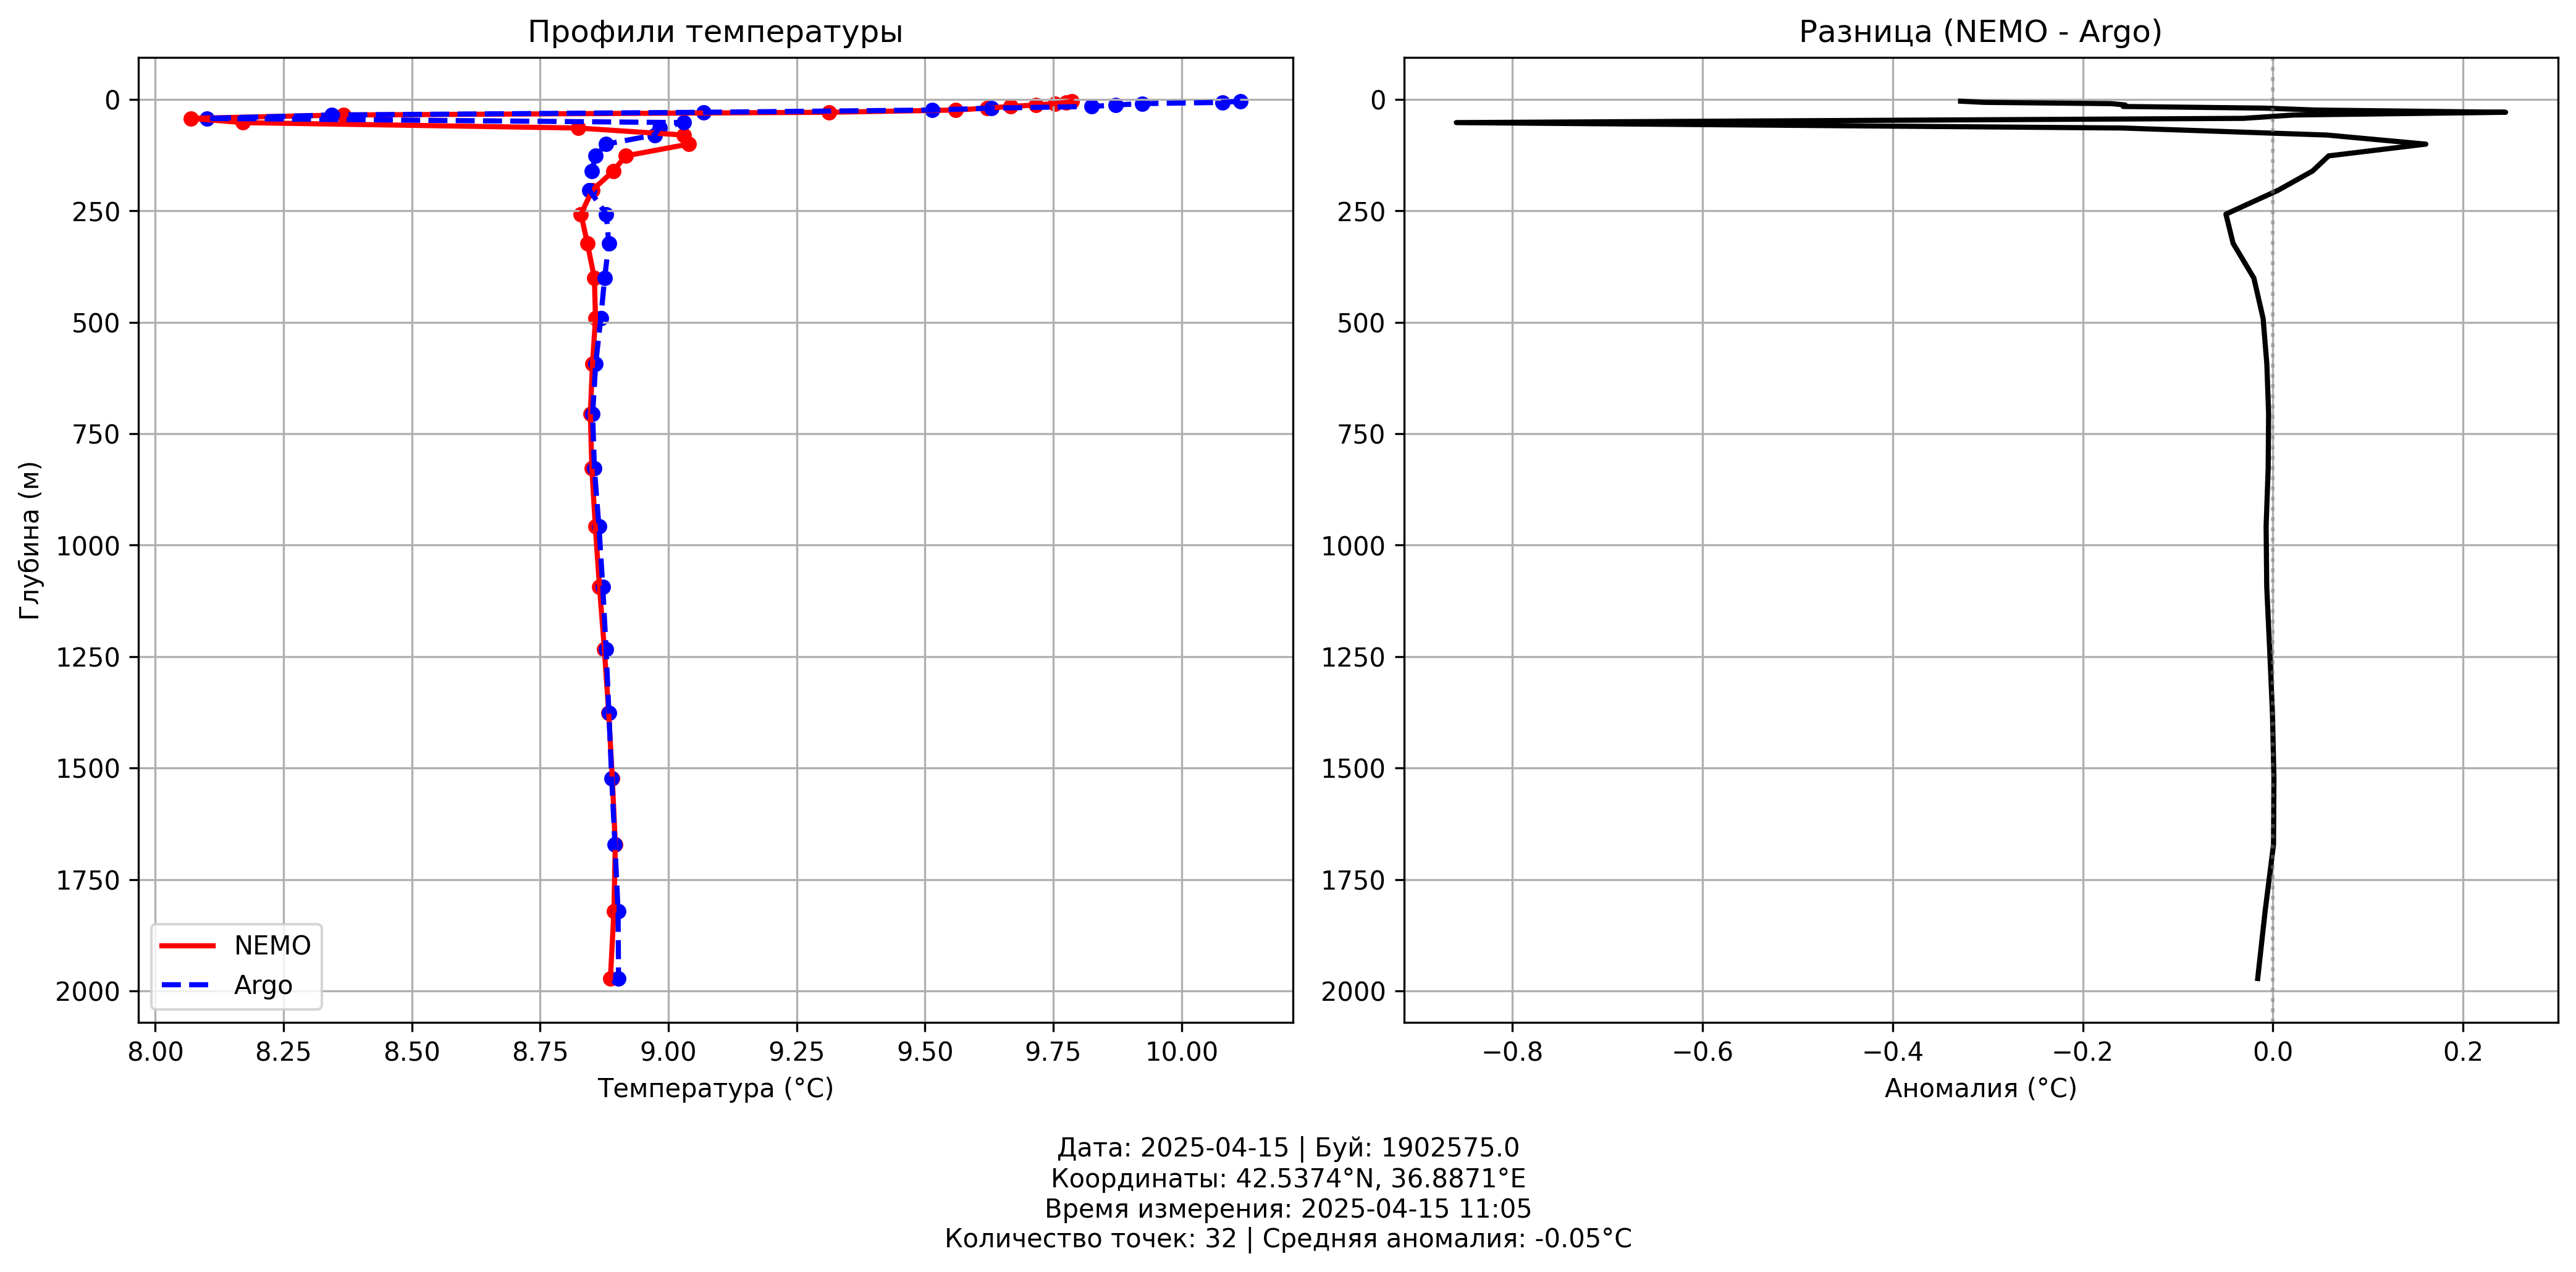 Профили температуры
Глубина (м)
0
250
500
750
1000
1250
1500
1750
2000
8.00 8.25 8.50 8.75 9.00 9.25 9.50 9.75 10.00
Температура (°C)
NEMO
Argo
Разница (NEMO - Argo)
0
250
500
750
1000
1250
1500
1750
2000
−0.8 −0.6 −0.4 −0.2 0.0 0.2
Аномалия (°C)
Дата: 2025-04-15 | Буй: 1902575.0
Координаты: 42.5374°N, 36.8871°E
Время измерения: 2025-04-15 11:05
Количество точек: 32 | Средняя аномалия: -0.05°C